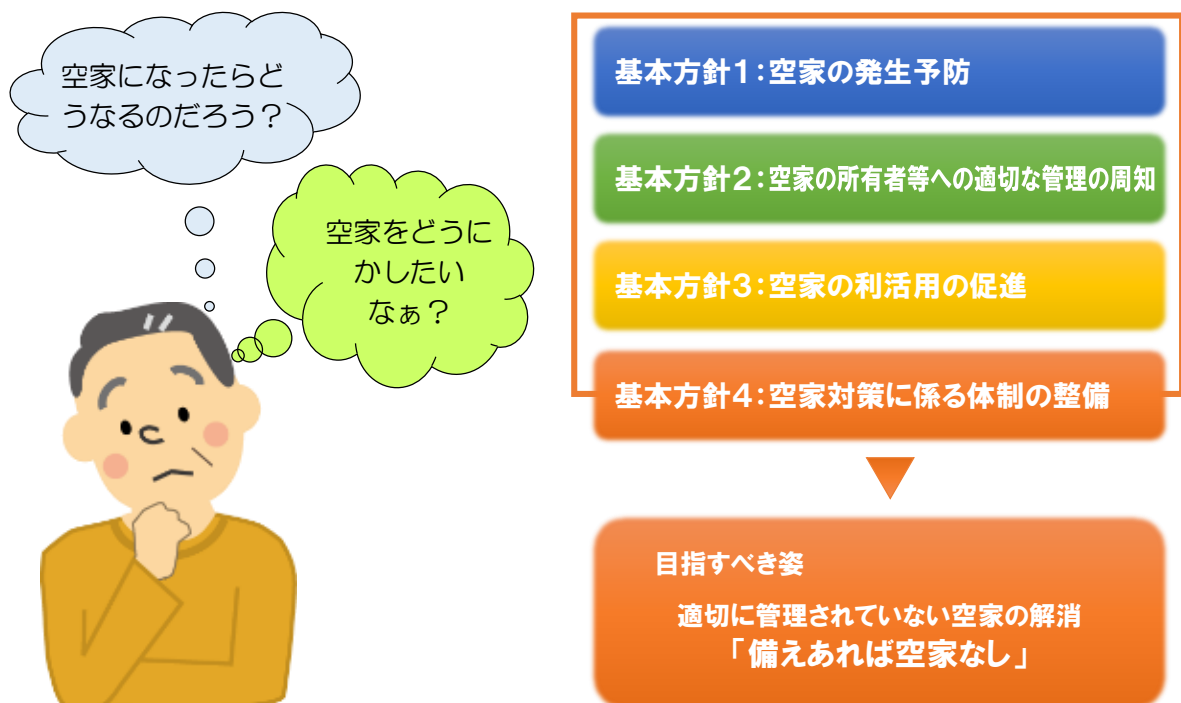 空家になったらど
うなるのだろう？
空家をどうに
かしたい
なぁ？
基本方針１：空家の発生予防
基本方針２：空家の所有者等への適切な管理の周知
基本方針３：空家の利活用の促進
基本方針４：空家対策に係る体制の整備
目指すべき姿
適切に管理されていない空家の解消
「備えあれば空家なし」